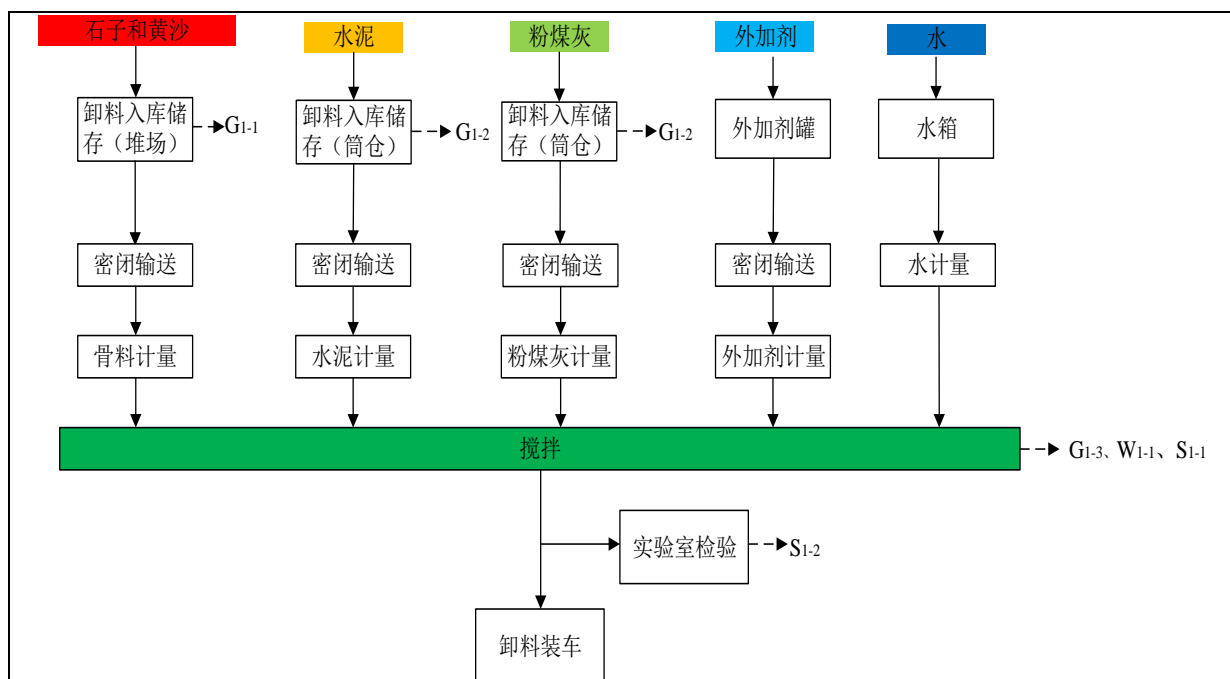 石子和黄沙
水泥
粉煤灰
外加剂
水
卸料入库储
存（堆场）
G1-1
卸料入库储
存（筒仓）
G1-2
卸料入库储
存（筒仓）
G1-2
外加剂罐
水箱
密闭输送
密闭输送
密闭输送
密闭输送
水计量
骨料计量
水泥计量
粉煤灰计量
外加剂计量
搅拌
G1-3、W1-1、S1-1
实验室检验
S1-2
卸料装车